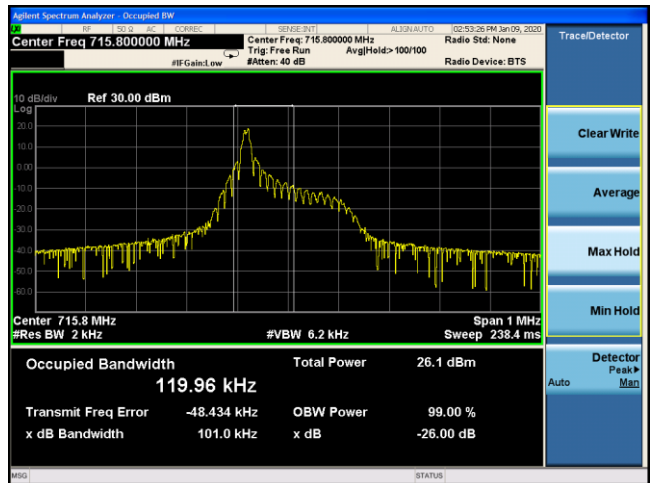 Agilent Spectrum Analyzer - Occupied BW
RF 50 Ω AC CORREC SENSE:INT ALIGNAUTO 02:53:26 PM Jan 09, 2020
Center Freq 715.800000 MHz
Center Freq: 715.800000 MHz
Radio Std: None
Trig: Free Run Avg|Hold:> 100/100
#IFGain:Low #Atten: 40 dB Radio Device: BTS
Trace/Detector
10 dB/div Ref 30.00 dBm
Log
20.0
10.0
0.00
-10.0
-20.0
-30.0
-40.0
-50.0
-60.0
Center 715.8 MHz Span 1 MHz
#Res BW 2 kHz #VBW 6.2 kHz Sweep 238.4 ms
Occupied Bandwidth Total Power 26.1 dBm
119.96 kHz
Transmit Freq Error -48.434 kHz OBW Power 99.00 %
x dB Bandwidth 101.0 kHz x dB -26.00 dB
Clear Write
Average
Max Hold
Min Hold
Detector
Peak▶
Auto Man
MSG STATUS